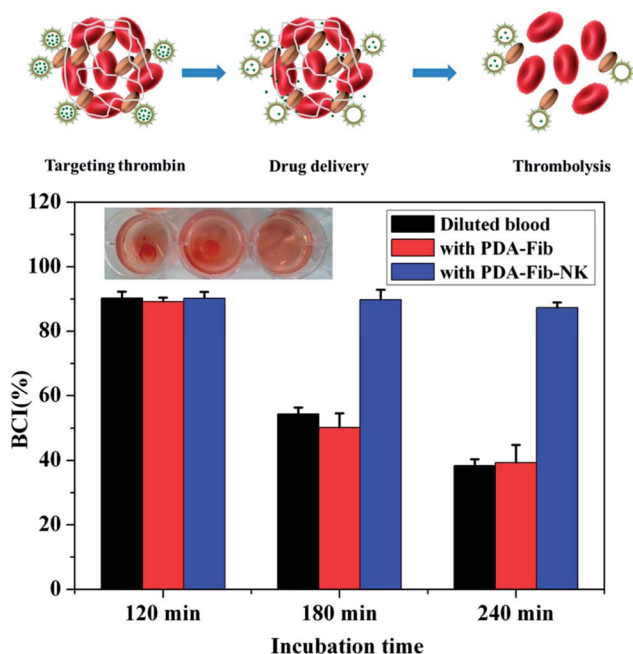 Targeting thrombin
Drug delivery
Thrombolysis
120
100
80
60
40
20
0
BCI(%)
Diluted blood
with PDA-Fib
with PDA-Fib-NK
120 min
180 min
240 min
Incubation time